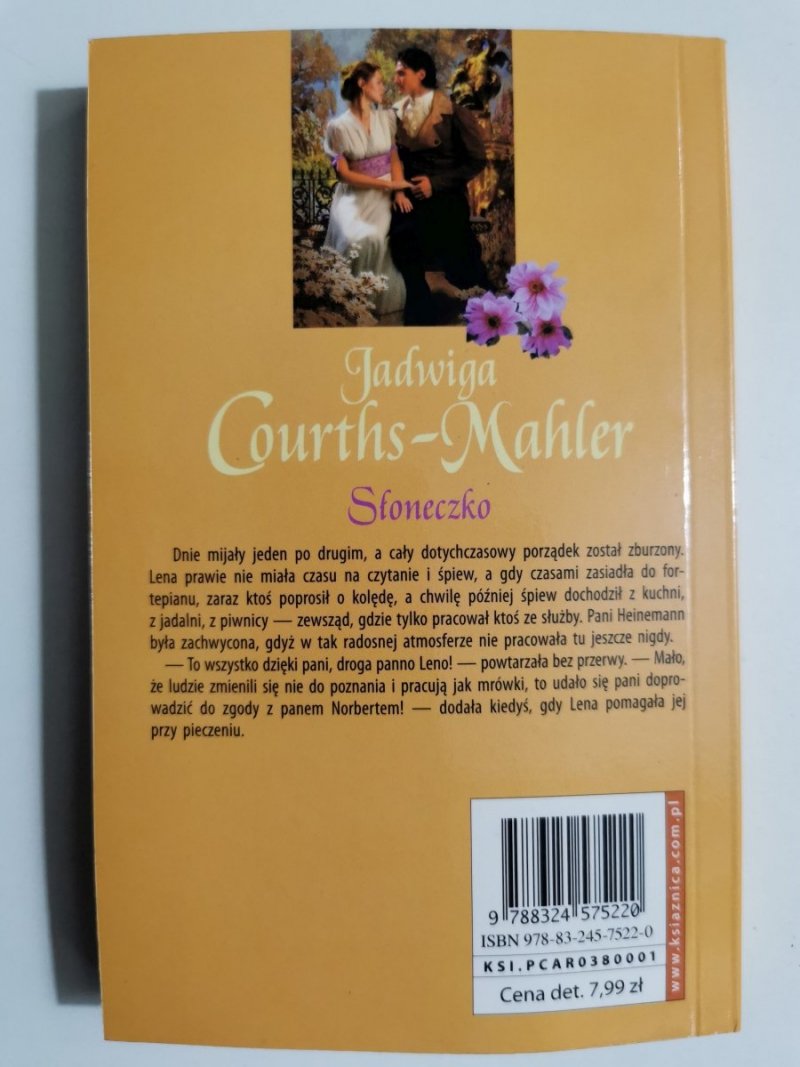 Jadwiga
Courths-Mahler
Słoneczko
Dnie mijały jeden po drugim, a cały dotychczasowy porządek został zburzony.
Lena prawie nie miała czasu na czytanie i śpiew, a gdy czasami zasiadła do for-
tepianu, zaraz ktoś poprosił o kolędę, a chwilę później śpiew dochodził z kuchni,
z jadalni, z piwnicy — zewsząd, gdzie tylko pracował ktoś ze służby. Pani Heinemann
była zachwycona, gdyż w tak radosnej atmosferze nie pracowała tu jeszcze nigdy.
— To wszystko dzięki pani, droga panno Leno! — powtarzała bez przerwy. — Mało,
że ludzie zmienili się nie do poznania i pracują jak mrówki, to udało się pani dopro-
wadzić do zgody z panem Norbertem! — dodała kiedyś, gdy Lena pomagała jej
przy pieczeniu.
9 788324 575220
ISBN 978-83-245-7522-0
KSI.PCAR0380001
Cena det. 7,99 zł
www.ksiaznica.com.pl